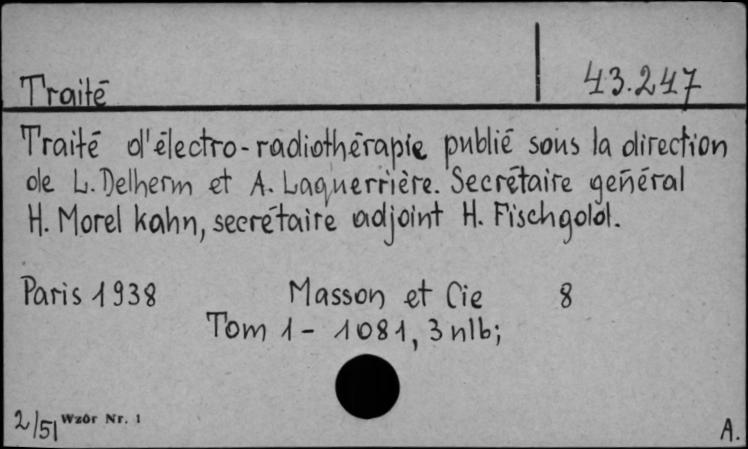 Traité 43.247
Traité d'électro-radiothérapie publié sous la direction
de L. Delherm et A. Laquerrière. Secrétaire général
H. Morel Kahn, secrétaire adjoint H. Fischgold.
Paris 1938 Masson et Cie 8
Tom 1 - 1081, 3 nlb;
2/51 Wzór Nr. 1
A.